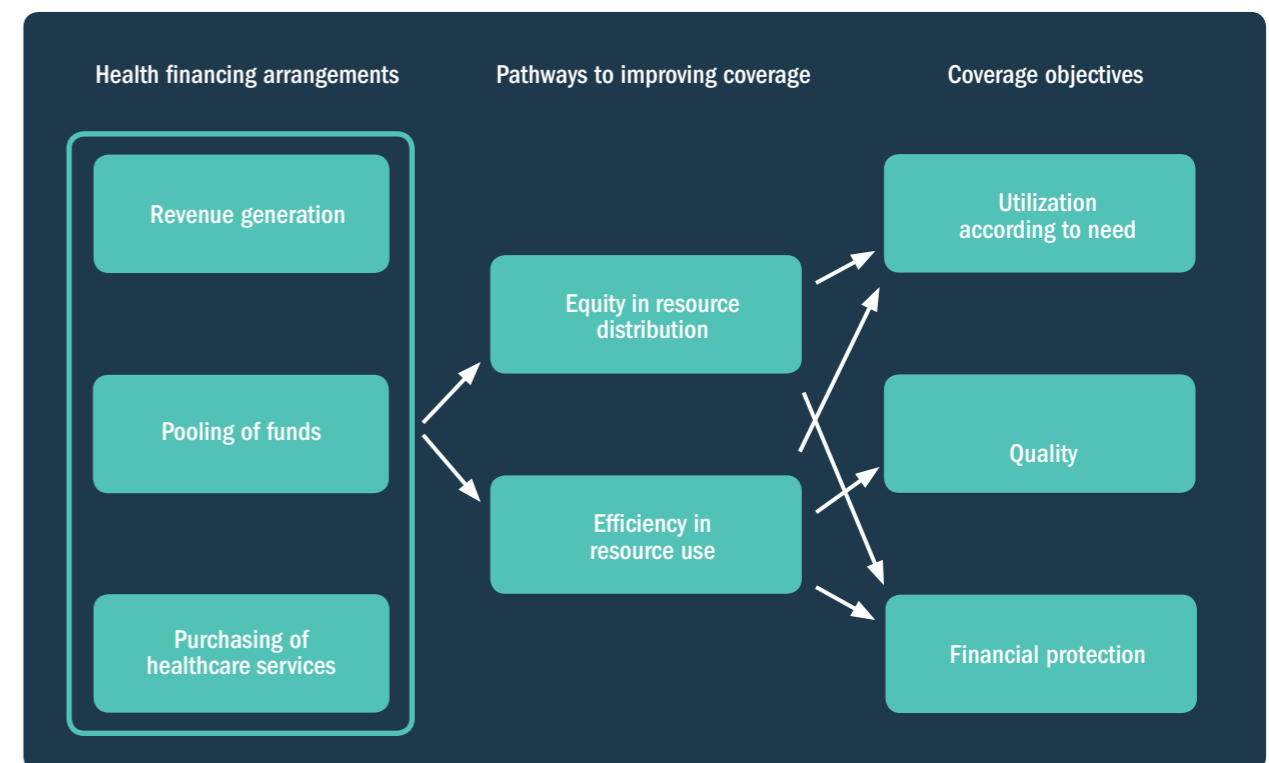 Health financing arrangements
Pathways to improving coverage
Coverage objectives
Revenue generation
Pooling of funds
Purchasing of
healthcare services
Equity in resource
distribution
Efficiency in
resource use
Utilization
according to need
Quality
Financial protection